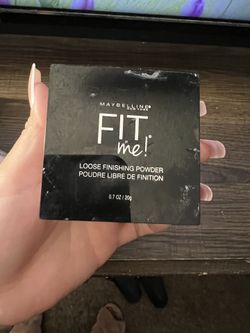 MAYBELLINE
NEW YORK
FIT
me!
LOOSE FINISHING POWDER
POUDRE LIBRE DE FINITION
0.7 OZ / 20g